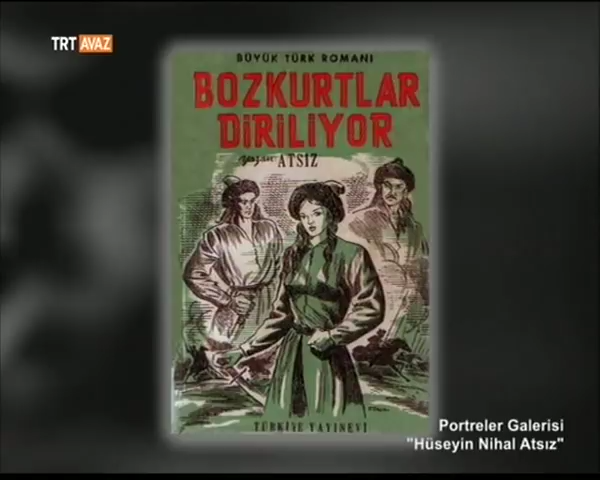 TRT AVAZ
BÜYÜK TÜRK ROMANI
BOZKURTLAR
DİRİLİYOR
Yazan ATSIZ
TÜRKİYE YAYINEVİ
Portreler Galerisi
"Hüseyin Nihal Atsız"